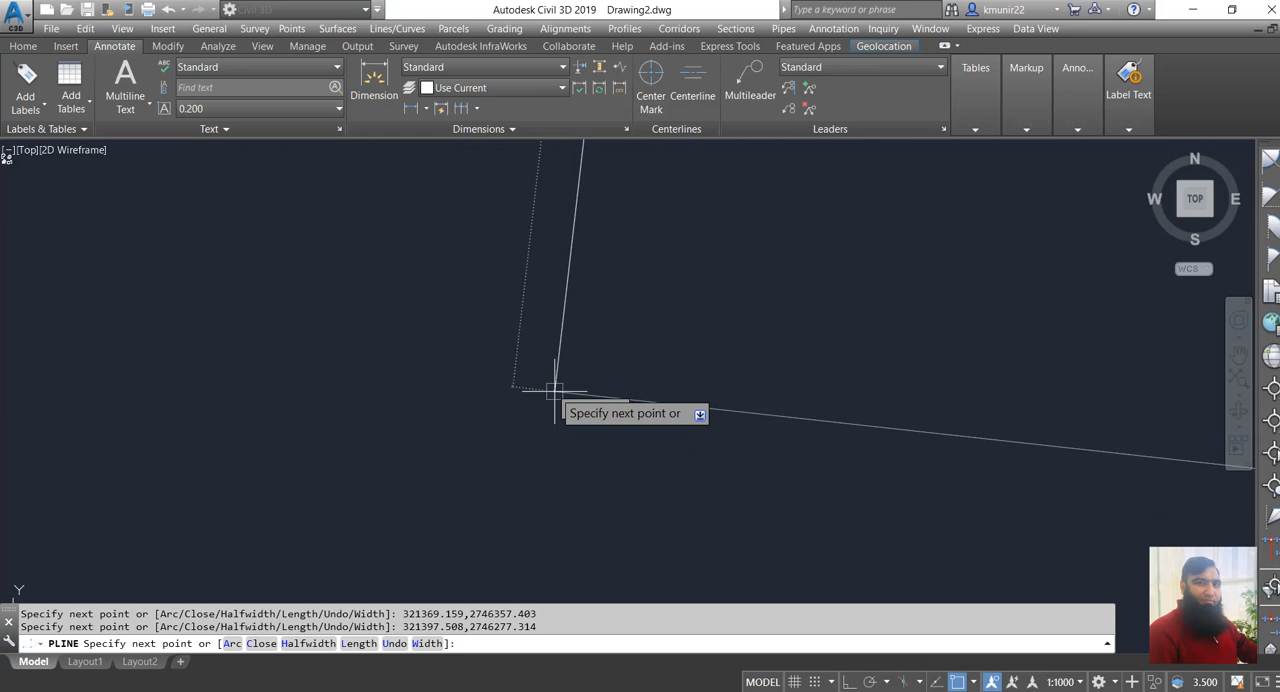 A C3D Civil 3D Autodesk Civil 3D 2019 Drawing2.dwg Type a keyword or phrase kmunir22 ?
File Edit View Insert General Survey Points Surfaces Lines/Curves Parcels Grading Alignments Profiles Corridors Sections Pipes Annotation Inquiry Window Express Data View
Home Insert Annotate Modify Analyze View Manage Output Survey Autodesk InfraWorks Collaborate Help Add-ins Express Tools Featured Apps Geolocation
Add Labels Add Tables Multiline Text ABC Standard Find text 0.200 Dimension Standard Use Current Center Mark Centerline Multileader Standard Tables Markup Anno... Label Text
Labels & Tables Text Dimensions Centerlines Leaders
[−][Top][2D Wireframe]
N
W TOP E
S
WCS
Specify next point or
Y
Specify next point or [Arc/Close/Halfwidth/Length/Undo/Width]: 321369.159,2746357.403
Specify next point or [Arc/Close/Halfwidth/Length/Undo/Width]: 321397.508,2746277.314
PLINE Specify next point or [Arc Close Halfwidth Length Undo Width]:
Model Layout1 Layout2 +
MODEL 1:1000 3.500